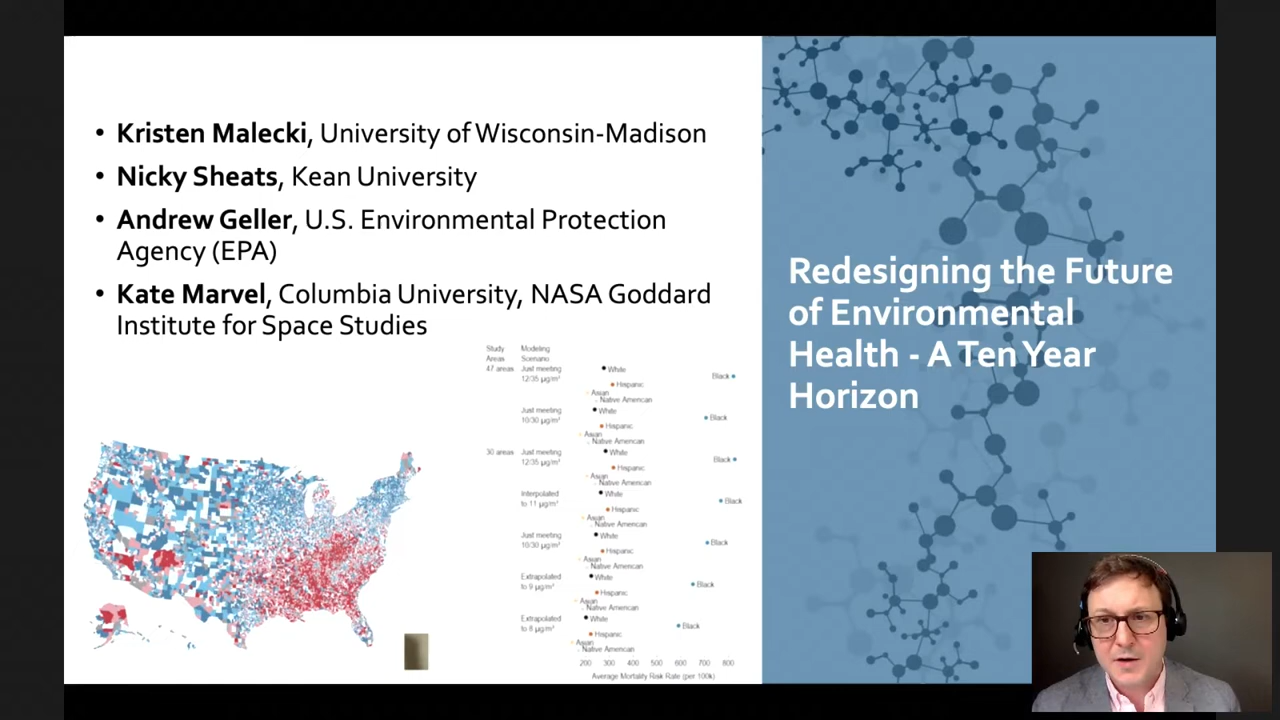 • Kristen Malecki, University of Wisconsin-Madison
• Nicky Sheats, Kean University
• Andrew Geller, U.S. Environmental Protection
Agency (EPA)
• Kate Marvel, Columbia University, NASA Goddard
Institute for Space Studies
Redesigning the Future
of Environmental
Health - A Ten Year
Horizon
Study Modeling
Areas Scenario
47 areas Just meeting White
12/35 µg/m³ Black
Hispanic
Asian
Native American
Just meeting White
10/30 µg/m³ Black
Hispanic
Asian
Native American
30 areas Just meeting White
12/35 µg/m³ Black
Hispanic
Asian
Native American
Interpolated White
to 11 µg/m³ Black
Hispanic
Asian
Native American
Just meeting White
10/30 µg/m³ Black
Hispanic
Asian
Native American
Extrapolated White
to 9 µg/m³ Black
Hispanic
Asian
Native American
Extrapolated White
to 8 µg/m³ Black
Hispanic
Asian
Native American
200 300 400 500 600 700 800
Average Mortality Risk Rate (per 100k)